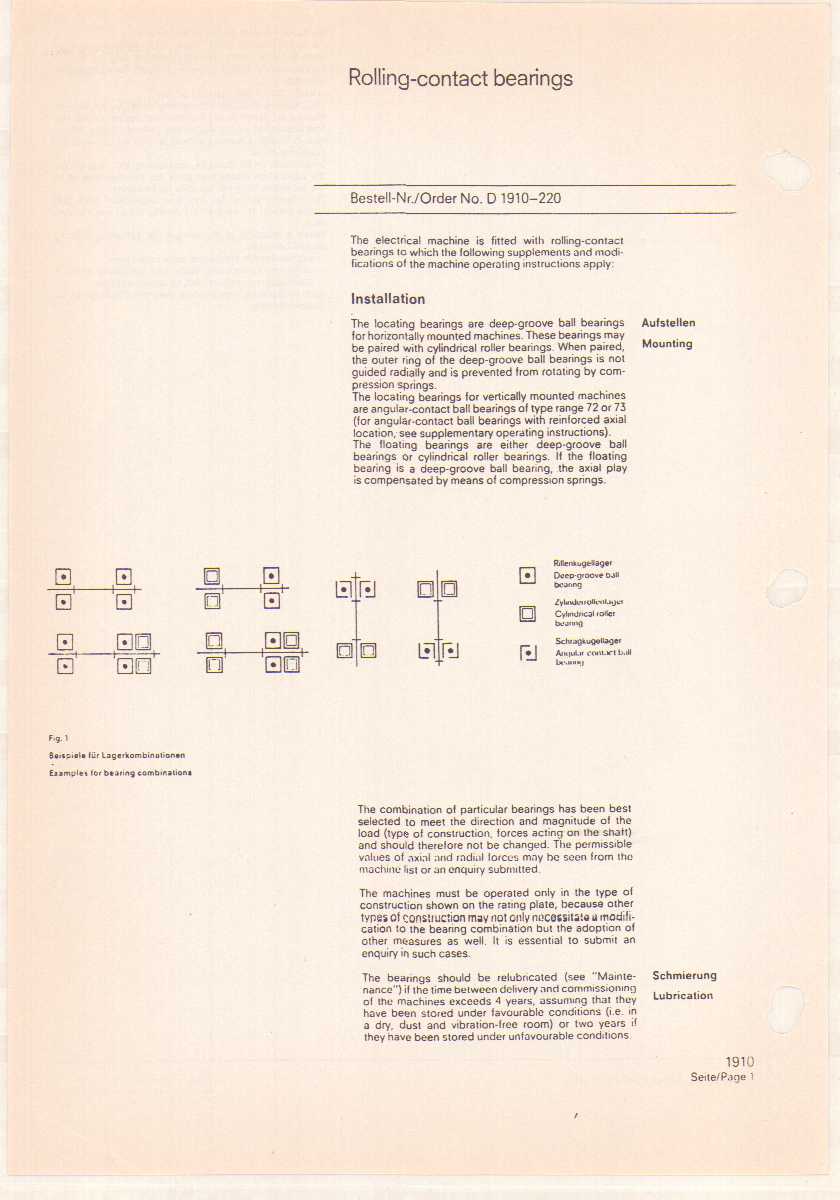 Rolling-contact bearings
Bestell-Nr./Order No. D 1910–220
The electrical machine is fitted with rolling-contact
bearings to which the following supplements and modi-
fications of the machine operating instructions apply:
Installation
The locating bearings are deep-groove ball bearings
for horizontally mounted machines. These bearings may
be paired with cylindrical roller bearings. When paired,
the outer ring of the deep-groove ball bearings is not
guided radially and is prevented from rotating by com-
pression springs.
The locating bearings for vertically mounted machines
are angular-contact ball bearings of type range 72 or 73
(for angular-contact ball bearings with reinforced axial
location, see supplementary operating instructions).
The floating bearings are either deep-groove ball
bearings or cylindrical roller bearings. If the floating
bearing is a deep-groove ball bearing, the axial play
is compensated by means of compression springs.
Aufstellen
Mounting
Rillenkugellager
Deep-groove ball
bearing
Zylinderrollenlager
Cylindrical roller
bearing
Schrägkugellager
Angular contact ball
bearing
Fig. 1
Beispiele für Lagerkombinationen
Examples for bearing combinations
The combination of particular bearings has been best
selected to meet the direction and magnitude of the
load (type of construction, forces acting on the shaft)
and should therefore not be changed. The permissible
values of axial and radial forces may be seen from the
machine list or an enquiry submitted.
The machines must be operated only in the type of
construction shown on the rating plate, because other
types of construction may not only necessitate a modifi-
cation to the bearing combination but the adoption of
other measures as well. It is essential to submit an
enquiry in such cases.
The bearings should be relubricated (see "Mainte-
nance") if the time between delivery and commissioning
of the machines exceeds 4 years, assuming that they
have been stored under favourable conditions (i.e. in
a dry, dust and vibration-free room) or two years if
they have been stored under unfavourable conditions.
Schmierung
Lubrication
1910
Seite/Page 1